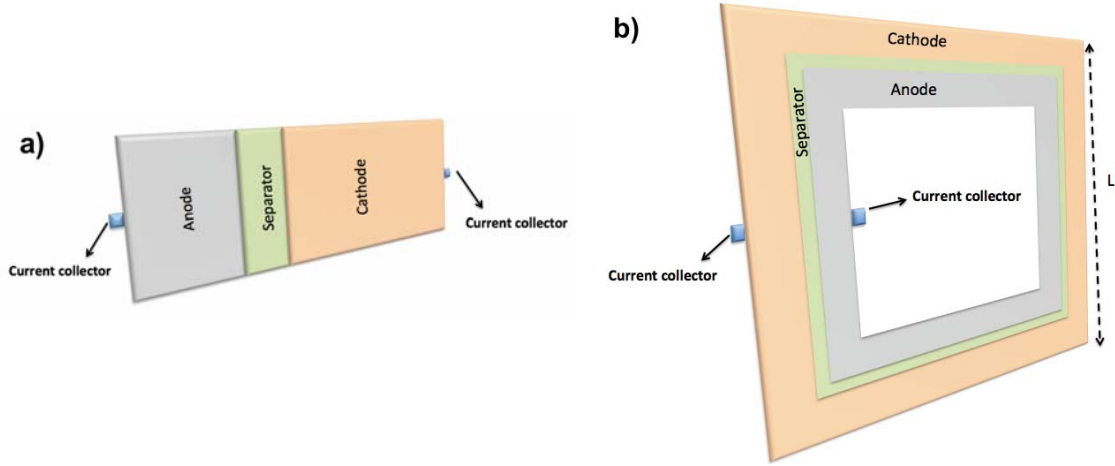 a)
Anode
Separator
Cathode
Current collector
Current collector
b)
Cathode
Anode
Separator
Current collector
Current collector
L